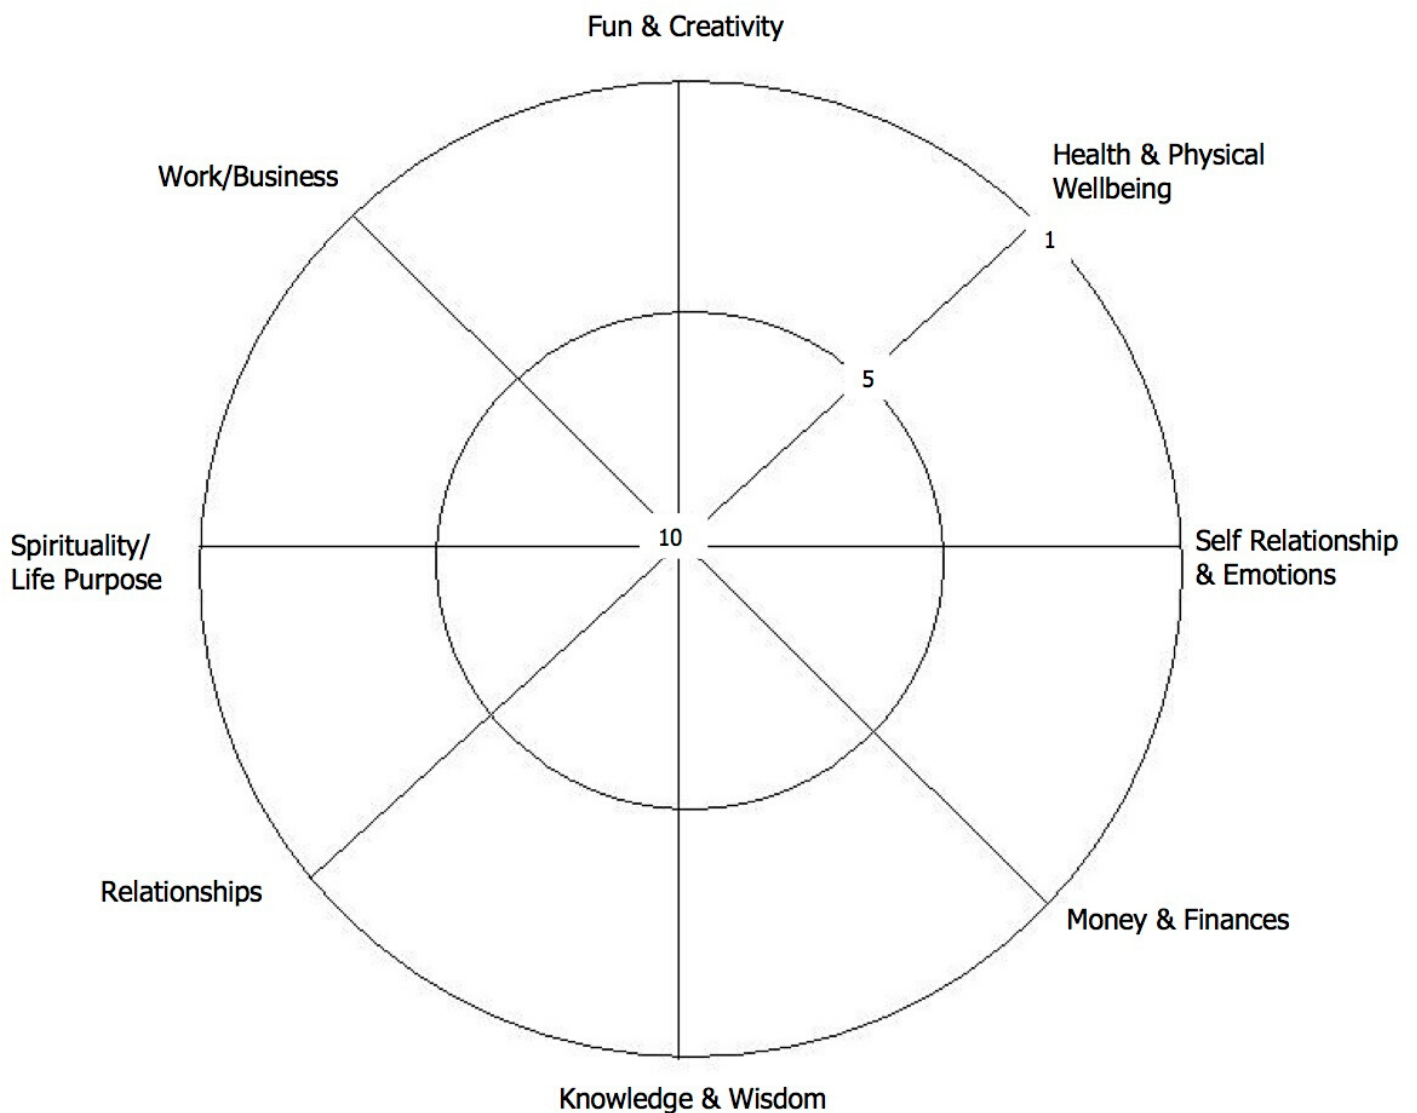 Fun & Creativity
Health & Physical
Wellbeing
Work/Business
1
5
10
Self Relationship
& Emotions
Spirituality/
Life Purpose
Relationships
Money & Finances
Knowledge & Wisdom